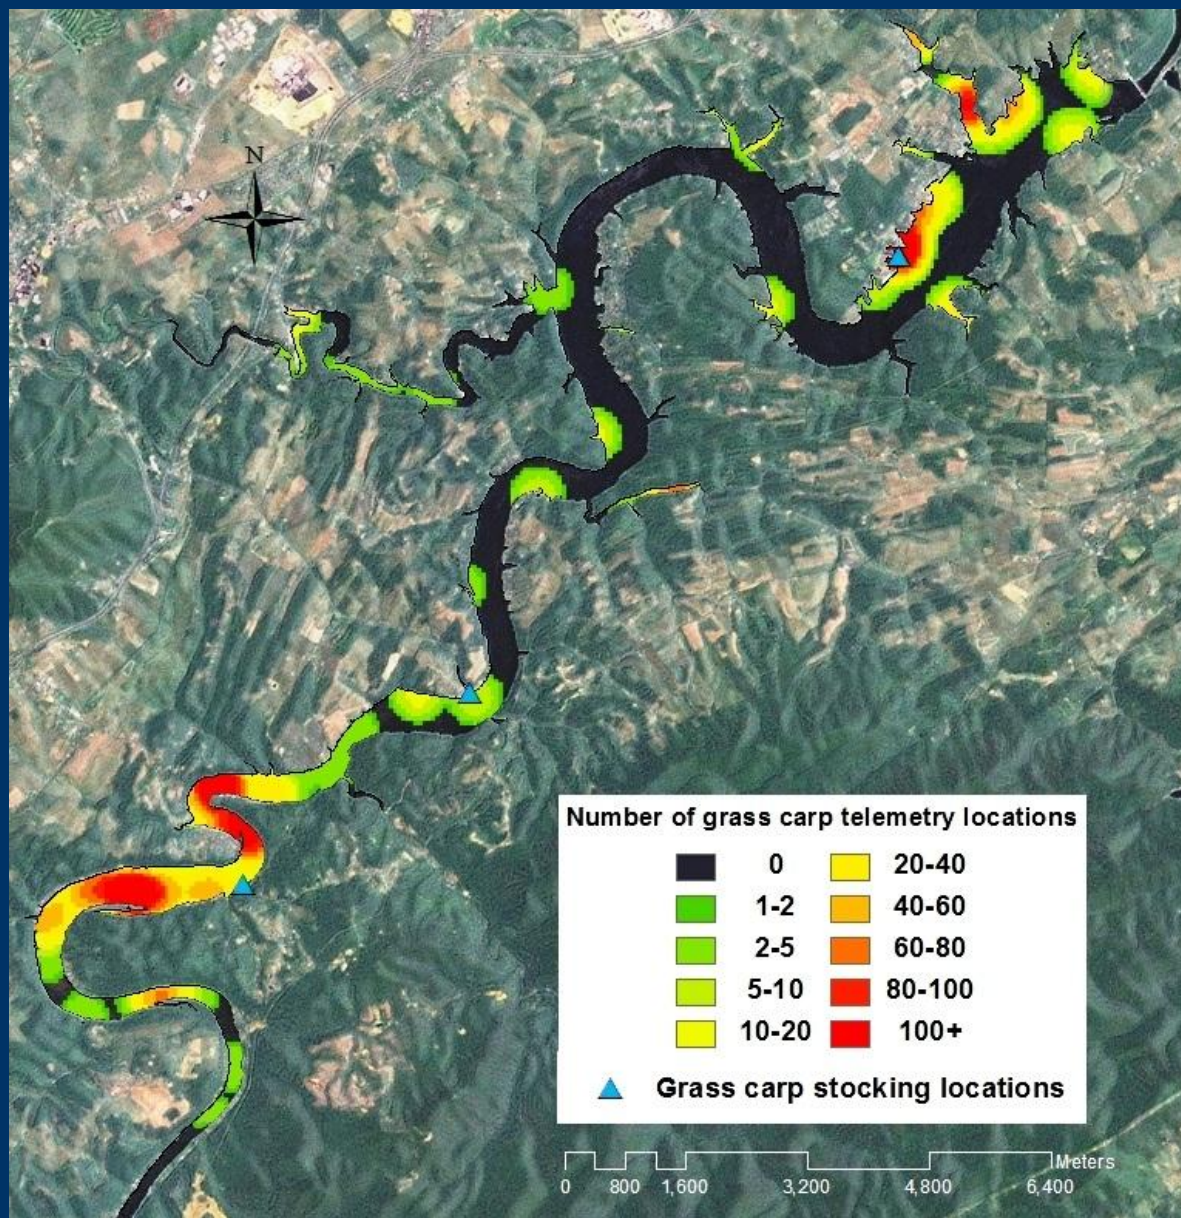 N
Number of grass carp telemetry locations
0 20-40
1-2 40-60
2-5 60-80
5-10 80-100
10-20 100+
Grass carp stocking locations
Meters
0 800 1,600 3,200 4,800 6,400